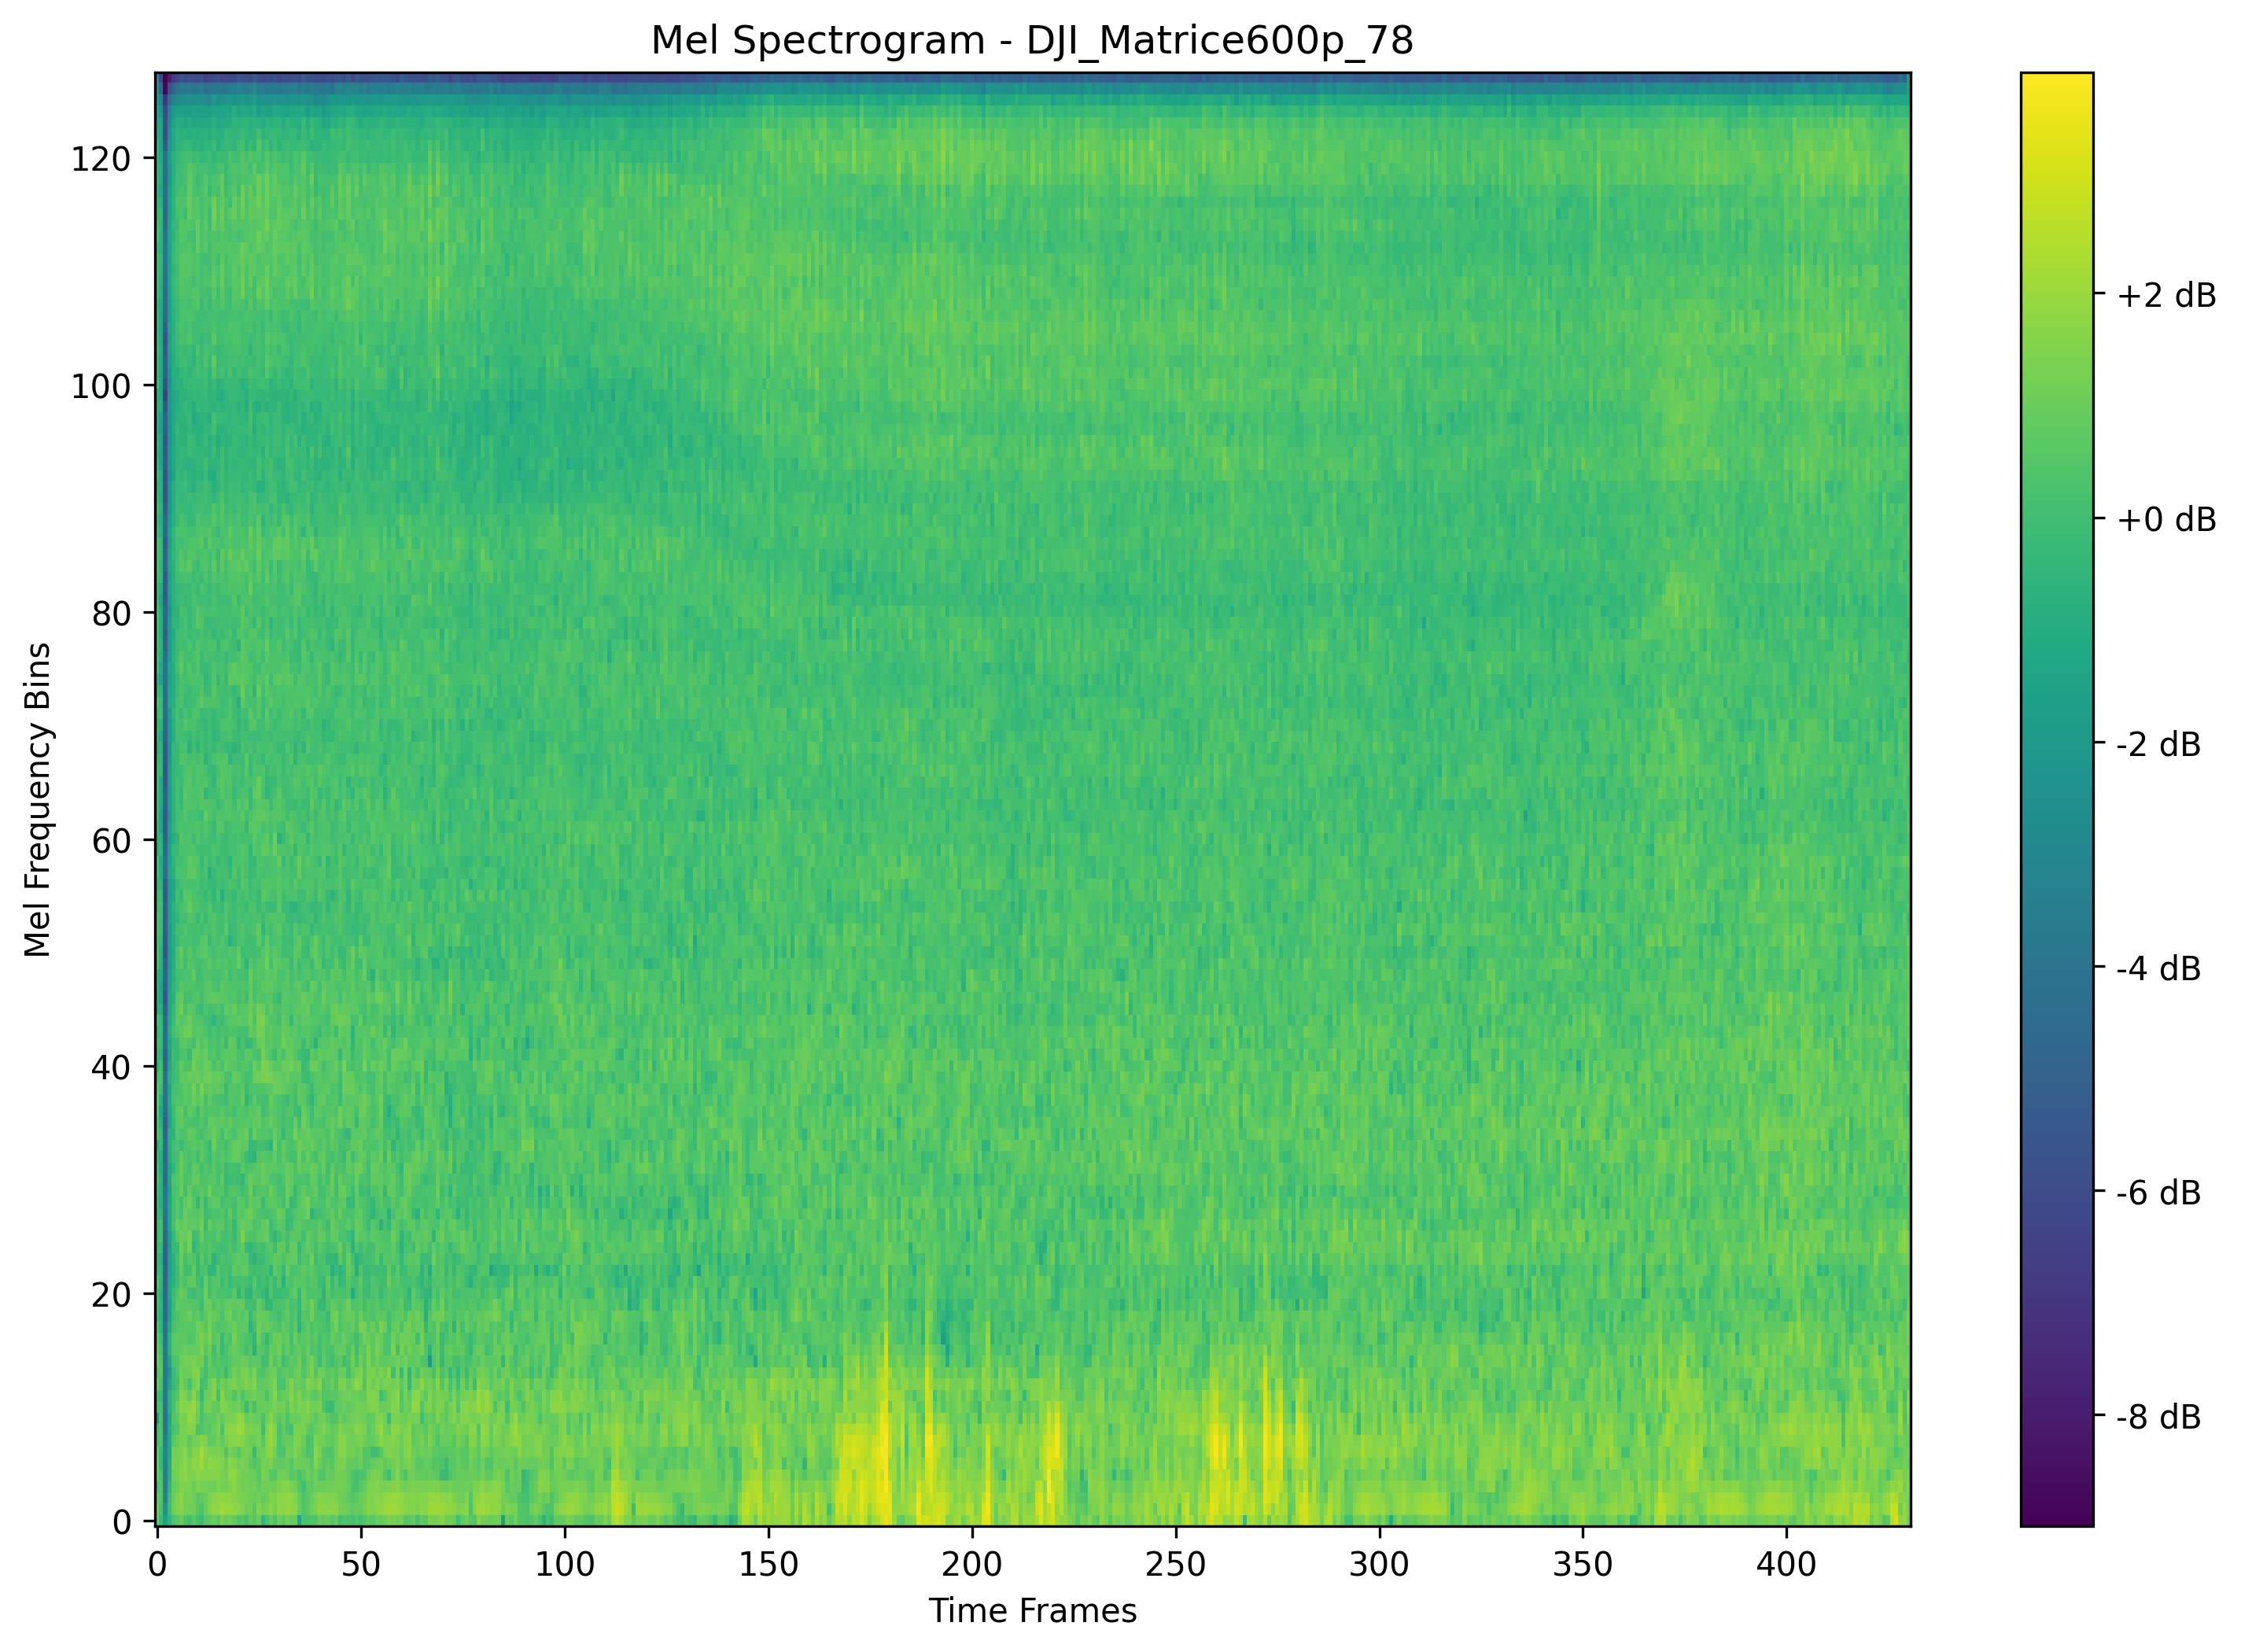 Mel Spectrogram - DJI_Matrice600p_78
120
100
80
60
40
20
0
Mel Frequency Bins
0 50 100 150 200 250 300 350 400
Time Frames
+2 dB
+0 dB
-2 dB
-4 dB
-6 dB
-8 dB